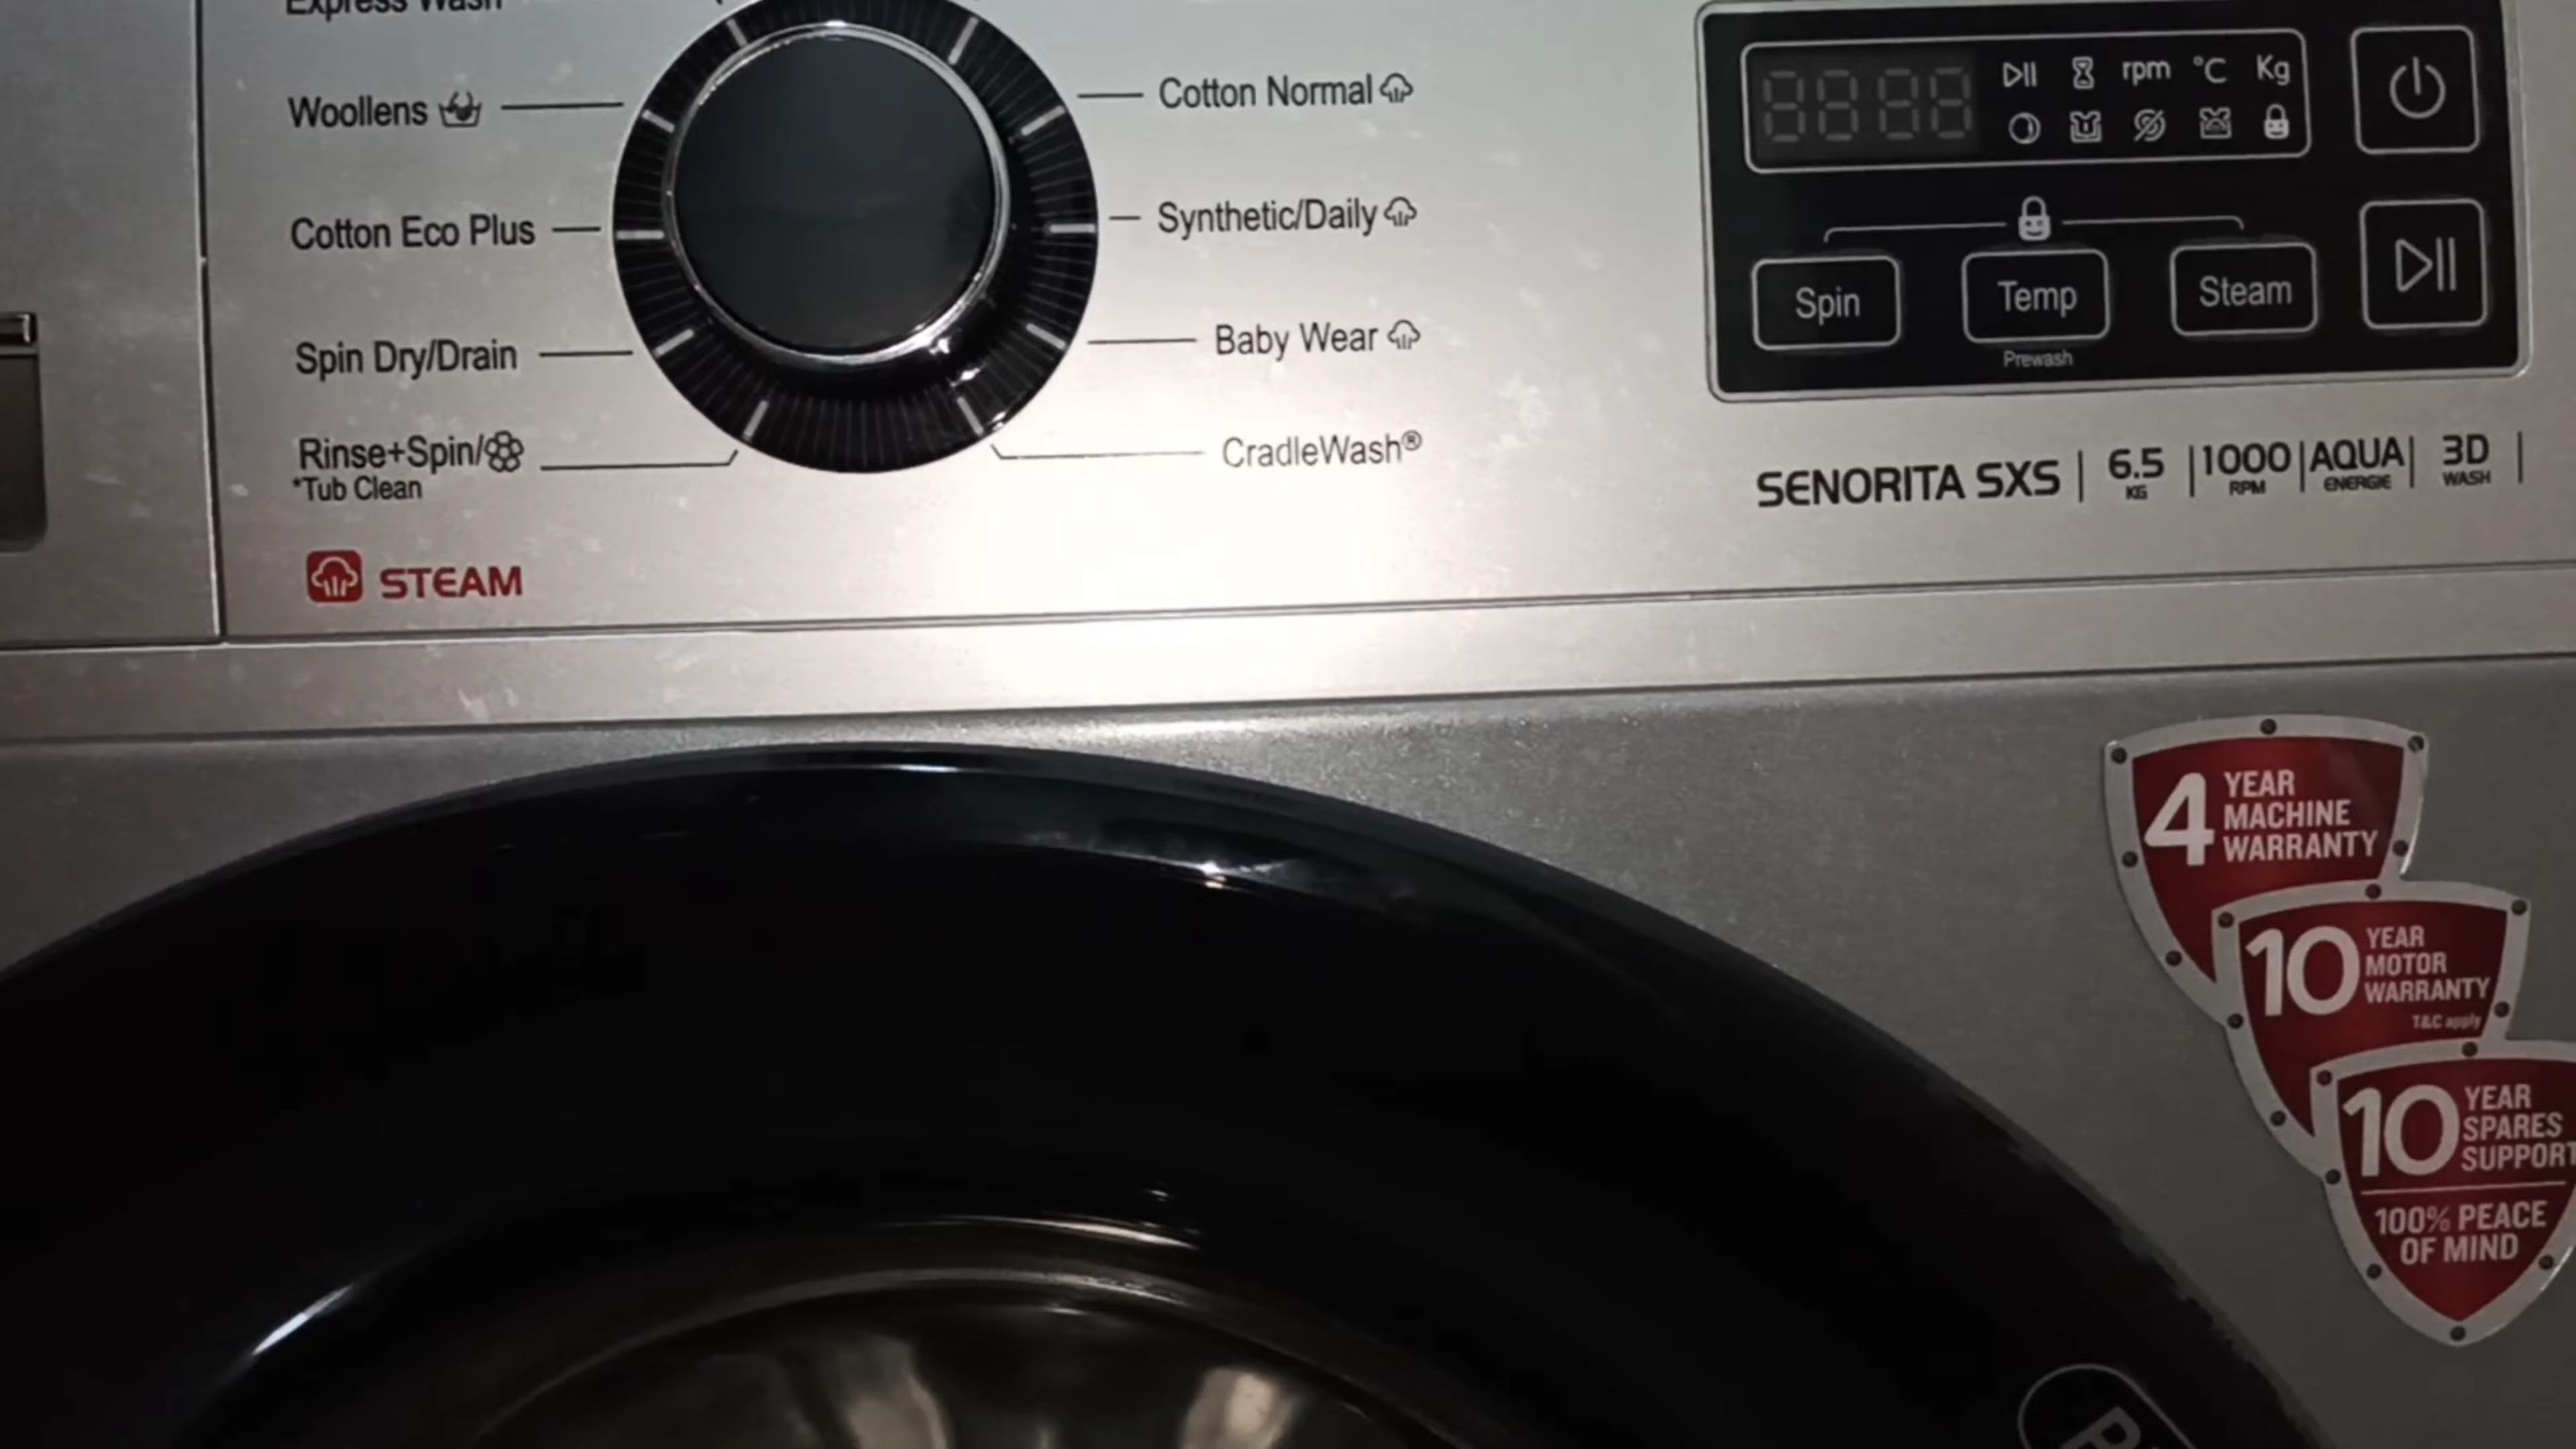 Express Wash
Woollens
Cotton Eco Plus
Spin Dry/Drain
Rinse+Spin/
*Tub Clean
STEAM
Cotton Normal
Synthetic/Daily
Baby Wear
CradleWash®
rpm °C Kg
Spin Temp Steam
Prewash
SENORITA SXS | 6.5 KG | 1000 RPM | AQUA ENERGIE | 3D WASH |
4 YEAR
MACHINE
WARRANTY
10 YEAR
MOTOR
WARRANTY
T&C apply
10 YEAR
SPARES
SUPPORT
100% PEACE
OF MIND